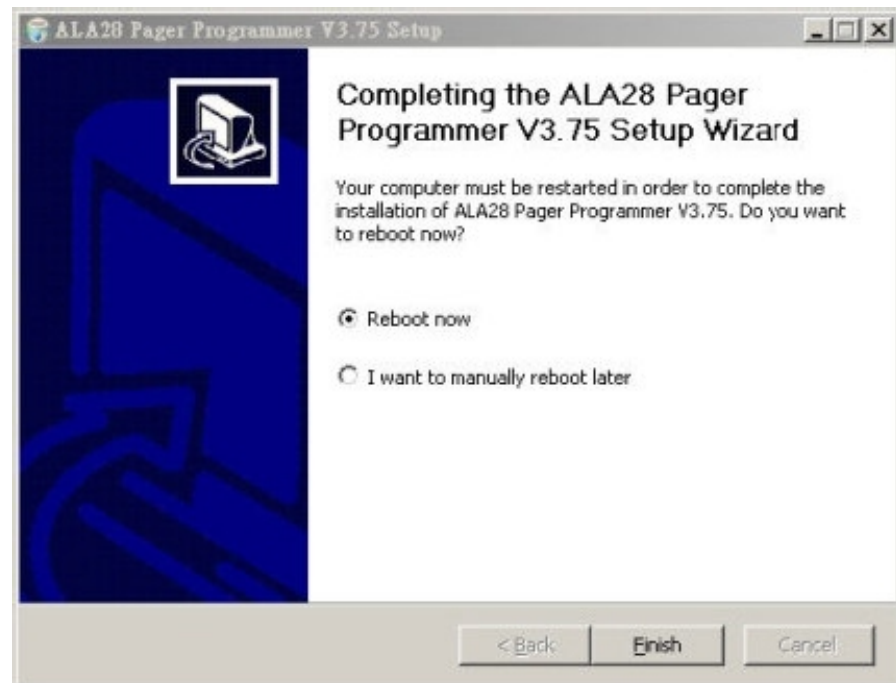 ALA28 Pager Programmer V3.75 Setup
Completing the ALA28 Pager
Programmer V3.75 Setup Wizard
Your computer must be restarted in order to complete the
installation of ALA28 Pager Programmer V3.75. Do you want
to reboot now?
Reboot now
I want to manually reboot later
< Back
Finish
Cancel